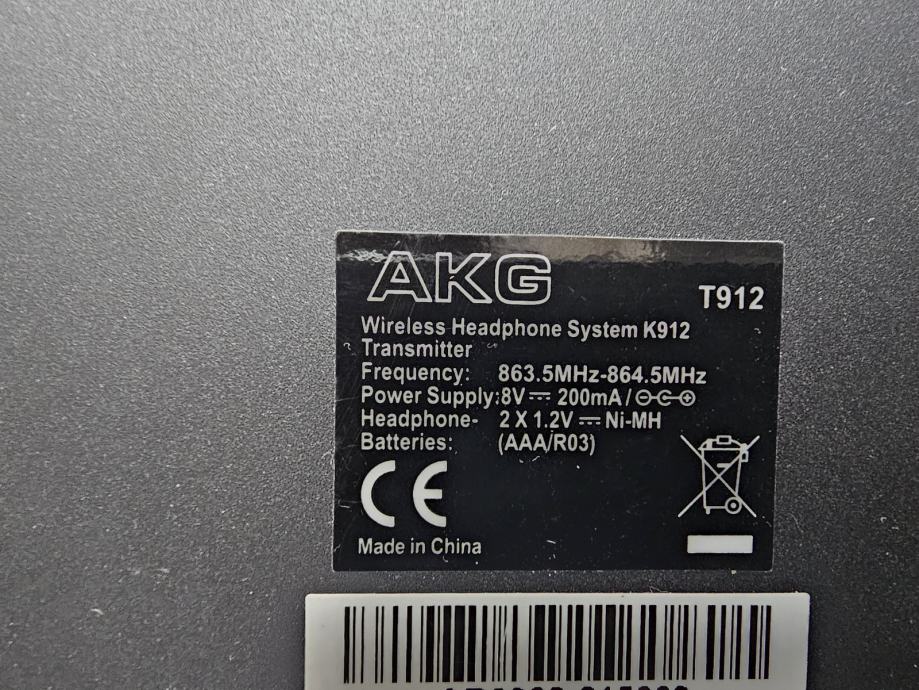 AKG
T912
Wireless Headphone System K912
Transmitter
Frequency: 863.5MHz-864.5MHz
Power Supply:8V 200mA/
Headphone- 2 X 1.2V Ni-MH
Batteries: (AAA/R03)
CE
Made in China